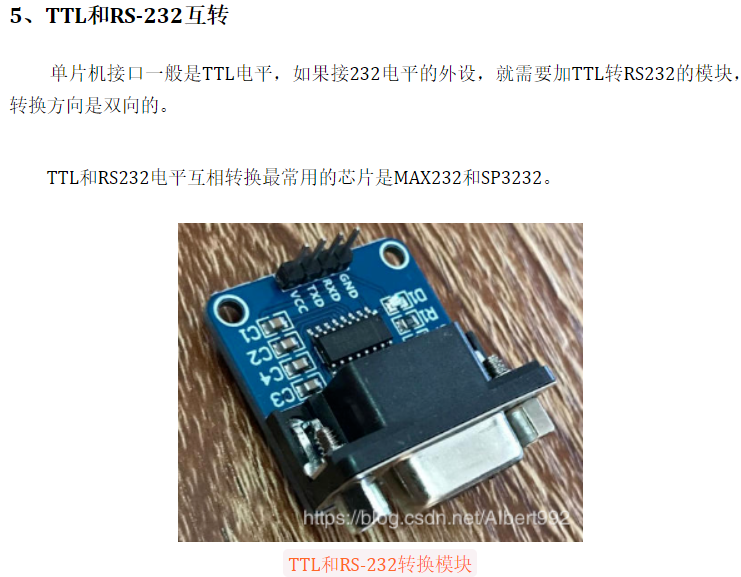 5、TTL和RS-232互转
单片机接口一般是TTL电平，如果接232电平的外设，就需要加TTL转RS232的模块，
转换方向是双向的。
TTL和RS232电平互相转换最常用的芯片是MAX232和SP3232。
VCC
TXD
RXD
GND
D1
R1
C1
C2
C4
C3
https://blog.csdn.net/Albert992
TTL和RS-232转换模块